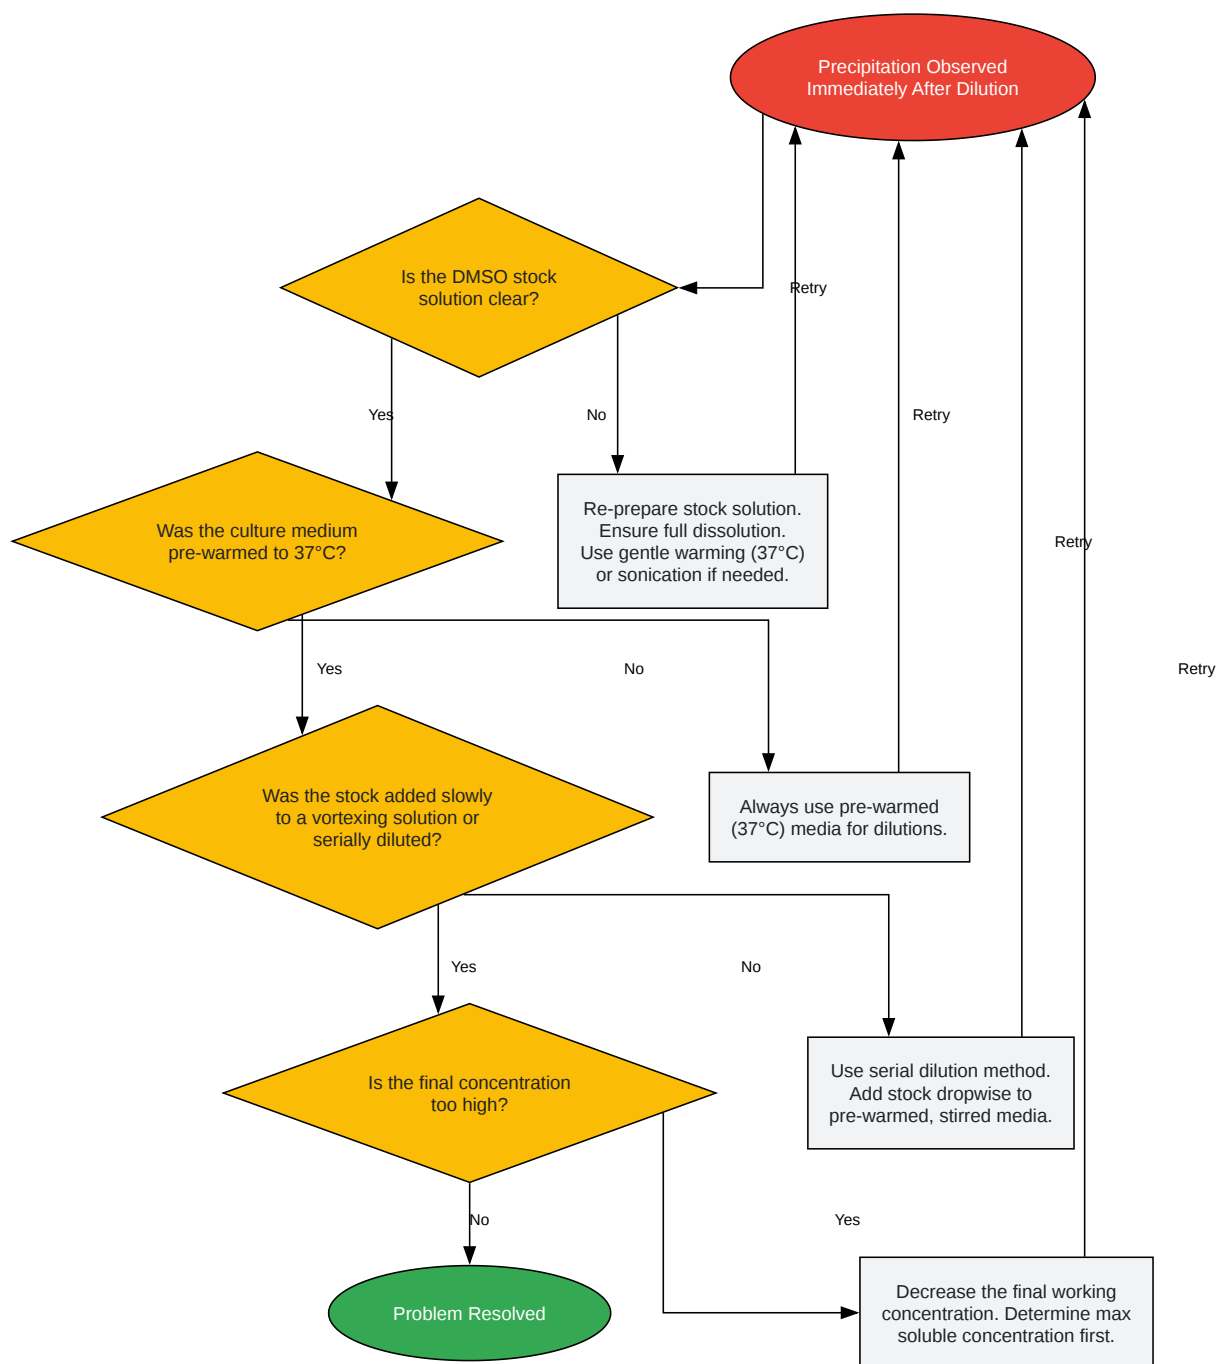 Precipitation Observed
Immediately After Dilution
Is the DMSO stock
solution clear?
Retry
Yes
No
Retry
Was the culture medium
pre-warmed to 37°C?
Re-prepare stock solution.
Ensure full dissolution.
Use gentle warming (37°C)
or sonication if needed.
Retry
Yes
No
Retry
Was the stock added slowly
to a vortexing solution or
serially diluted?
Always use pre-warmed
(37°C) media for dilutions.
Yes
No
Is the final concentration
too high?
Use serial dilution method.
Add stock dropwise to
pre-warmed, stirred media.
No
Yes
Problem Resolved
Decrease the final working
concentration. Determine max
soluble concentration first.